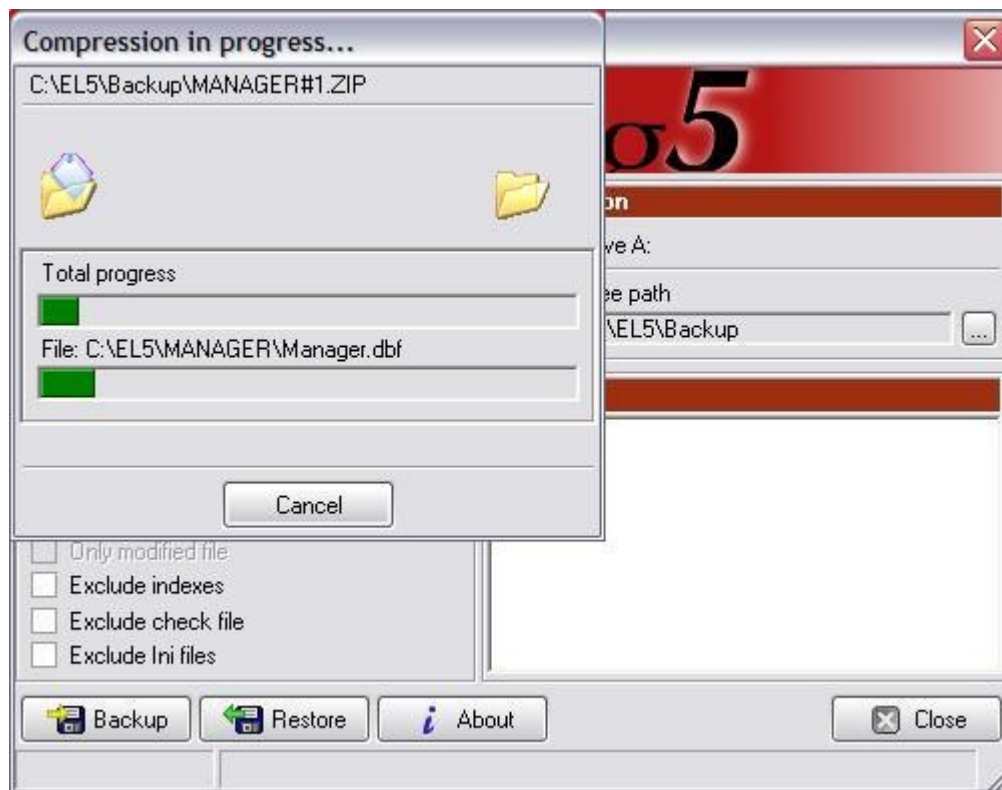 Compression in progress...
C:\EL5\Backup\MANAGER#1.ZIP
5
Total progress
File: C:\EL5\MANAGER\Manager.dbf
Cancel
on
ve A:
ee path
\EL5\Backup
...
Only modified file
Exclude indexes
Exclude check file
Exclude Ini files
Backup
Restore
About
Close